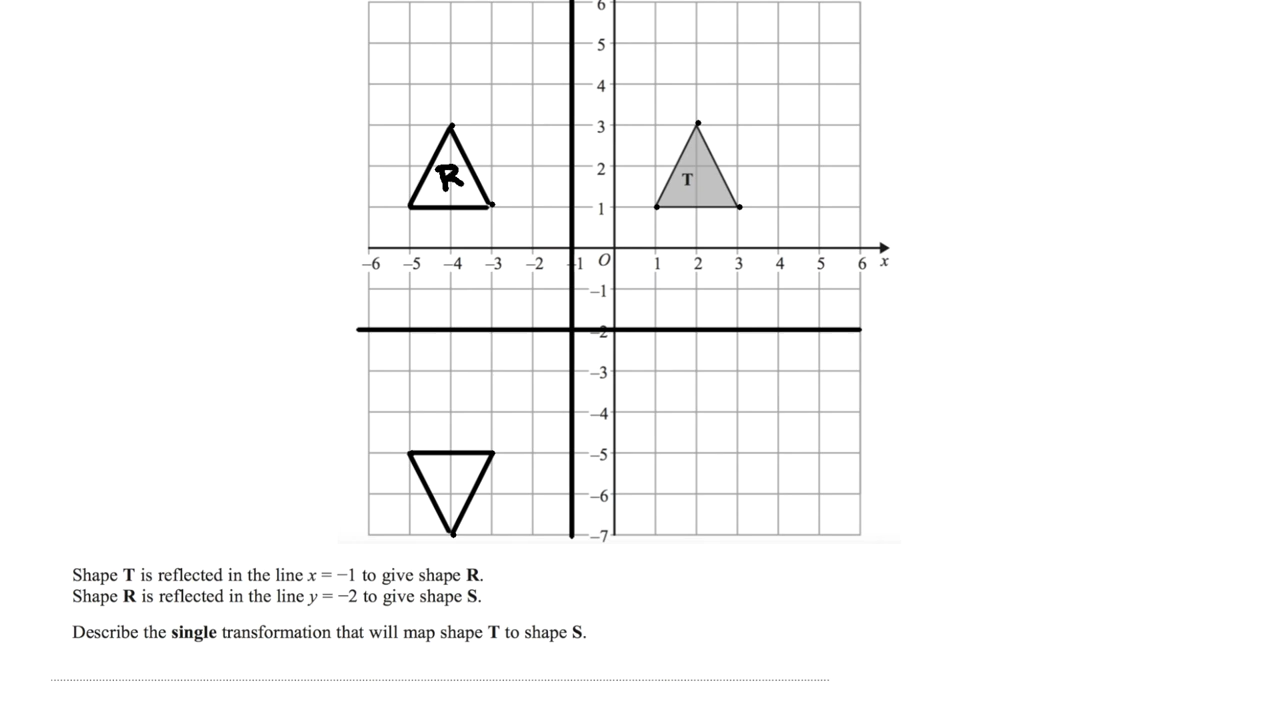 6
5
4
3
R
2
T
1
–6 –5 –4 –3 –2 –1 O 1 2 3 4 5 6 x
–1
–2
–3
–4
–5
–6
–7
Shape T is reflected in the line x = −1 to give shape R.
Shape R is reflected in the line y = −2 to give shape S.
Describe the single transformation that will map shape T to shape S.